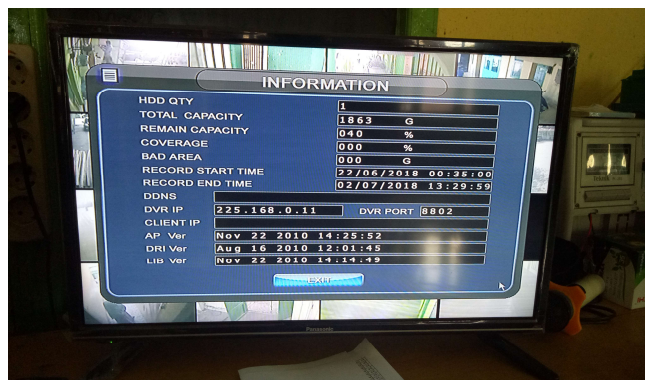 INFORMATION
HDD QTY 1
TOTAL CAPACITY 1863 G
REMAIN CAPACITY 040 %
COVERAGE 000 %
BAD AREA 000 G
RECORD START TIME 22/06/2018 00:35:00
RECORD END TIME 02/07/2018 13:29:59
DDNS
DVR IP 225.168.0.11 DVR PORT 8802
CLIENT IP
AP Ver Nov 22 2010 14:25:52
DRI Ver Aug 16 2010 12:01:45
LIB Ver Nov 22 2010 14.14.49
EXIT
Panasonic